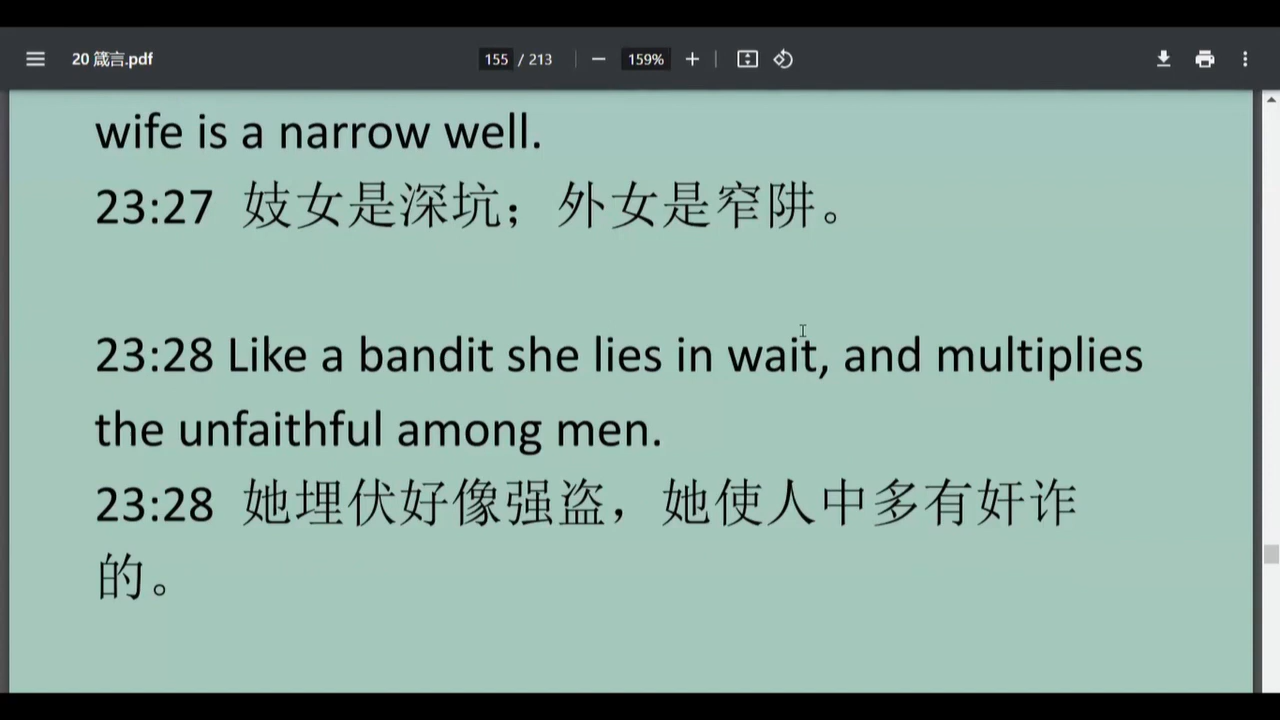 20 箴言.pdf
155 / 213
159%
wife is a narrow well.
23:27 妓女是深坑；外女是窄阱。
23:28 Like a bandit she lies in wait, and multiplies
the unfaithful among men.
23:28 她埋伏好像强盗，她使人中多有奸诈
的。